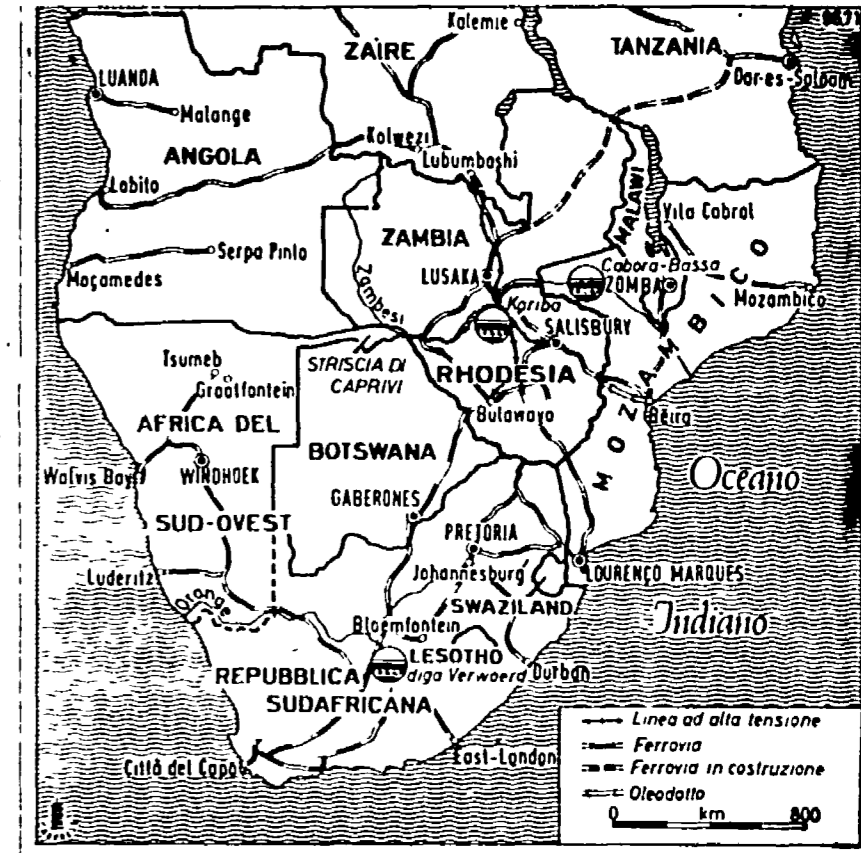 Kalemie
ZAIRE
TANZANIA
LUANDA
Dar-es-Salaam
Malange
Kolwezi
ANGOLA
Lubumbashi
Lobito
MALAWI
Vila Cabral
ZAMBIA
Serpa Pinto
Cabora-Bassa
Moçamedes
LUSAKA
ZOMBA
Mozambico
Zambesi
Kariba
SALISBURY
Tsumeb
STRISCIA DI
CAPRIVI
RHODESIA
MOZAMBICO
Grootfontein
Bulawayo
Beira
AFRICA DEL
BOTSWANA
Walvis Bay
WINDHOEK
Oceano
GABERONES
SUD-OVEST
PRETORIA
Luderitz
Johannesburg
LOURENÇO MARQUES
Orange
SWAZILAND
Indiano
Bloemfontein
LESOTHO
REPUBBLICA
diga Verwoerd
Durban
SUDAFRICANA
Linea ad alta tensione
Ferrovia
East-London
Ferrovia in costruzione
Città del Capo
Oleodotto
0 km 800